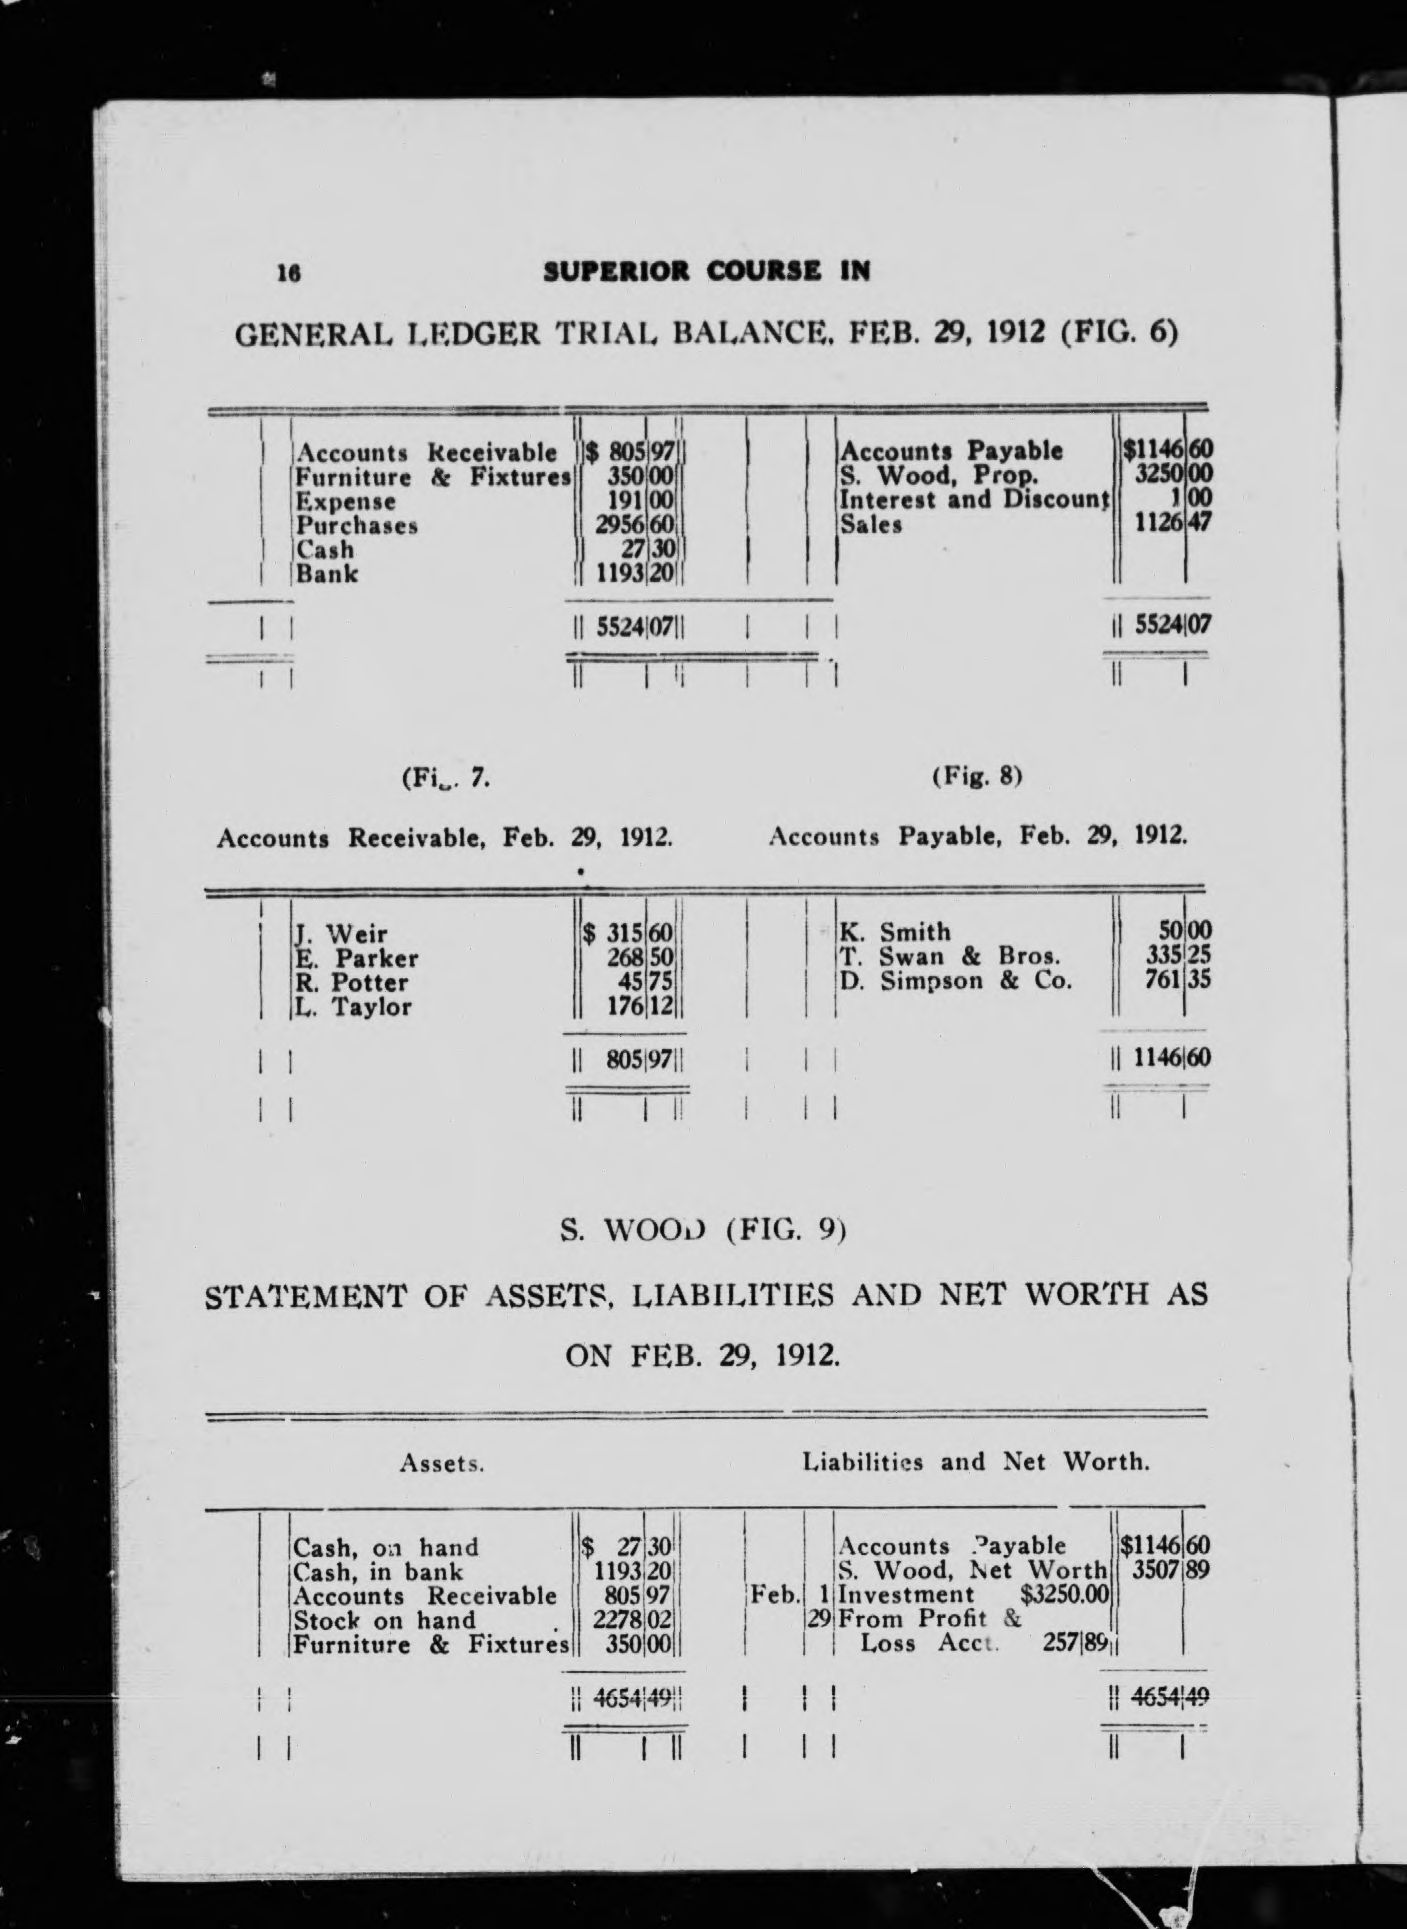 16 SUPERIOR COURSE IN
GENERAL LEDGER TRIAL BALANCE, FEB. 29, 1912 (FIG. 6)
Accounts Receivable $ 805 97 Accounts Payable $1146 60
Furniture & Fixtures 350 00 S. Wood, Prop. 3250 00
Expense 191 00 Interest and Discount 1 00
Purchases 2956 60 Sales 1126 47
Cash 27 30
Bank 1193 20
5524 07 5524 07
(Fig. 7. (Fig. 8)
Accounts Receivable, Feb. 29, 1912. Accounts Payable, Feb. 29, 1912.
J. Weir $ 315 60 K. Smith 50 00
E. Parker 268 50 T. Swan & Bros. 335 25
R. Potter 45 75 D. Simpson & Co. 761 35
L. Taylor 176 12
805 97 1146 60
S. WOOD (FIG. 9)
STATEMENT OF ASSETS, LIABILITIES AND NET WORTH AS
ON FEB. 29, 1912.
Assets. Liabilities and Net Worth.
Cash, on hand $ 27 30 Accounts Payable $1146 60
Cash, in bank 1193 20 S. Wood, Net Worth 3507 89
Accounts Receivable 805 97 Feb. 1 Investment $3250.00
Stock on hand 2278 02 29 From Profit &
Furniture & Fixtures 350 00 Loss Acct. 257 89
4654 49 4654 49